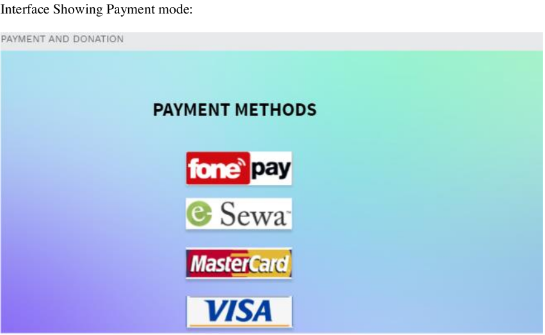 Interface Showing Payment mode:
PAYMENT AND DONATION
PAYMENT METHODS
fone pay
e-Sewa
MasterCard
VISA